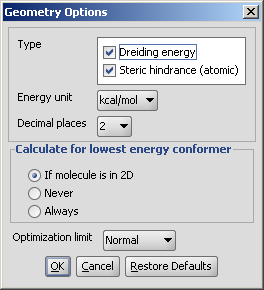 Geometry Options
Type
Dreiding energy
Steric hindrance (atomic)
Energy unit kcal/mol
Decimal places 2
Calculate for lowest energy conformer
If molecule is in 2D
Never
Always
Optimization limit Normal
OK Cancel Restore Defaults